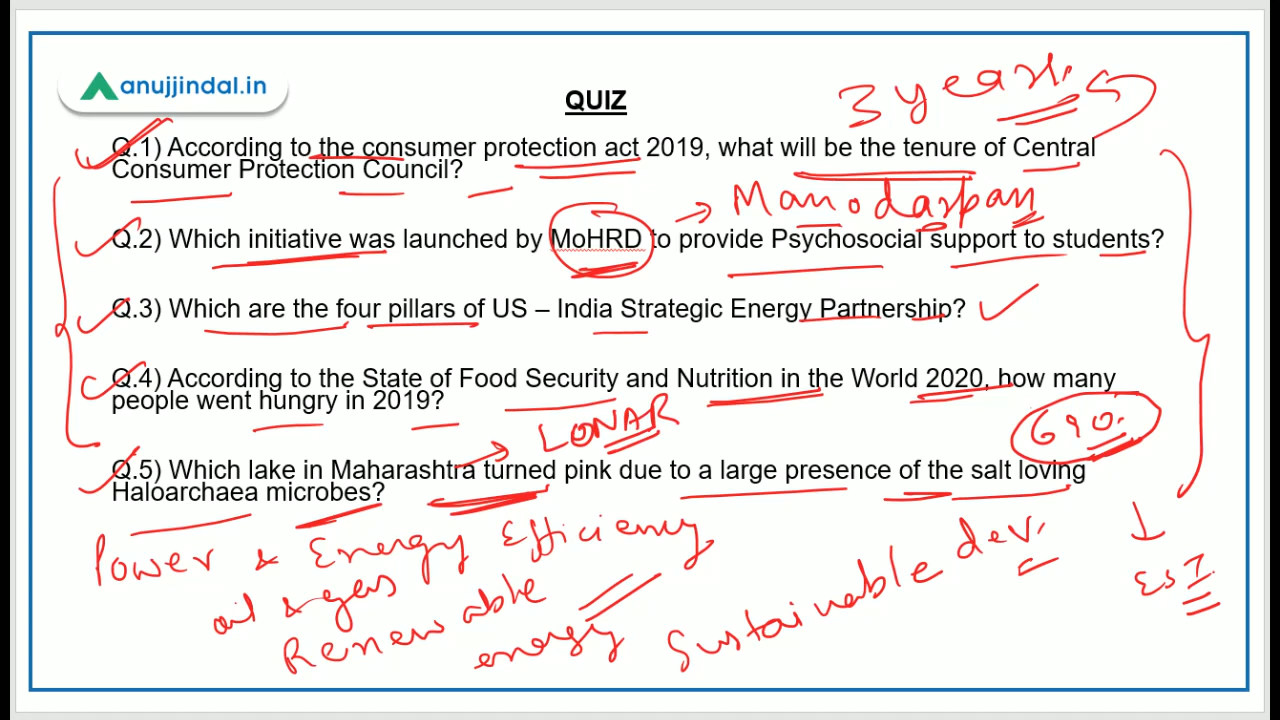 anujjindal.in
QUIZ
3 years.
Q.1) According to the consumer protection act 2019, what will be the tenure of Central
Consumer Protection Council?
→ Manodarpan
Q.2) Which initiative was launched by MoHRD to provide Psychosocial support to students?
Q.3) Which are the four pillars of US – India Strategic Energy Partnership?
Q.4) According to the State of Food Security and Nutrition in the World 2020, how many
people went hungry in 2019?
690.
→ LONAR
Q.5) Which lake in Maharashtra turned pink due to a large presence of the salt loving
Haloarchaea microbes?
Power & Energy Efficiency
oil & gas
Renewable
energy
Sustainable dev.
↓
ESI